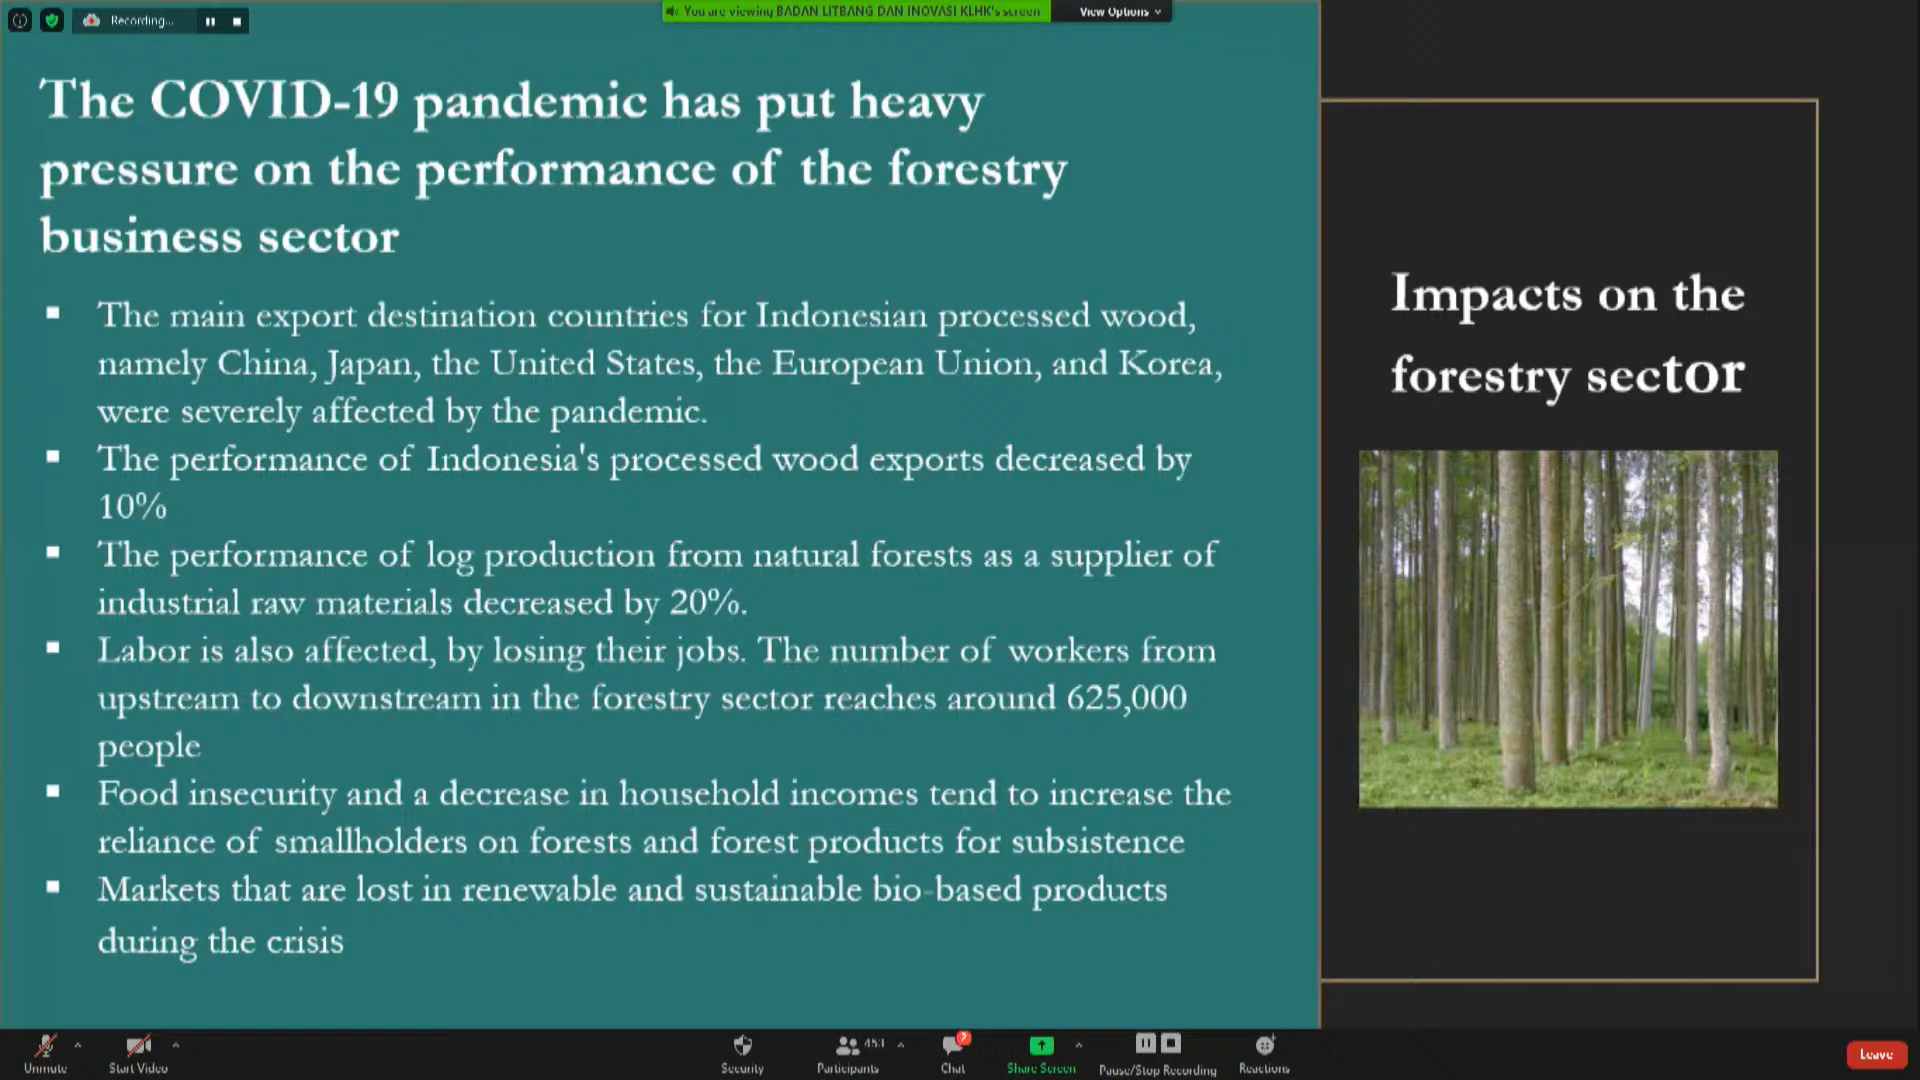 Recording...
You are viewing BADAN LITBANG DAN INOVASI KLHK's screen
View Options
The COVID-19 pandemic has put heavy
pressure on the performance of the forestry
business sector
The main export destination countries for Indonesian processed wood,
namely China, Japan, the United States, the European Union, and Korea,
were severely affected by the pandemic.
The performance of Indonesia's processed wood exports decreased by
10%
The performance of log production from natural forests as a supplier of
industrial raw materials decreased by 20%.
Labor is also affected, by losing their jobs. The number of workers from
upstream to downstream in the forestry sector reaches around 625,000
people
Food insecurity and a decrease in household incomes tend to increase the
reliance of smallholders on forests and forest products for subsistence
Markets that are lost in renewable and sustainable bio-based products
during the crisis
Impacts on the
forestry sector
Unmute
Start Video
Security
Participants
Chat
Share Screen
Pause/Stop Recording
Reactions
Leave